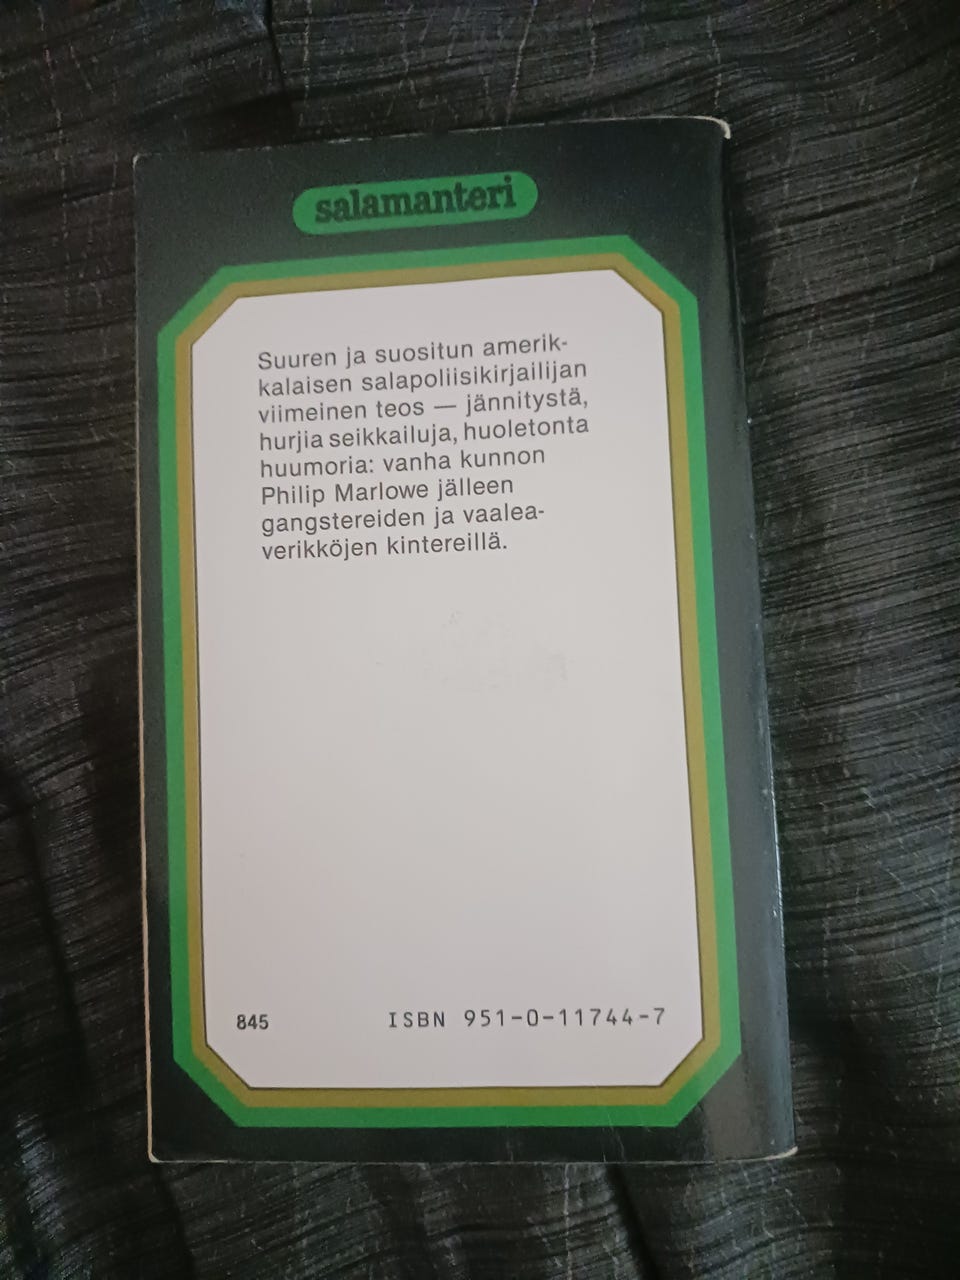 salamanteri
Suuren ja suositun amerik-
kalaisen salapoliisikirjailijan
viimeinen teos — jännitystä,
hurjia seikkailuja, huoletonta
huumoria: vanha kunnon
Philip Marlowe jälleen
gangstereiden ja vaalea-
verikköjen kintereillä.
845 ISBN 951-0-11744-7